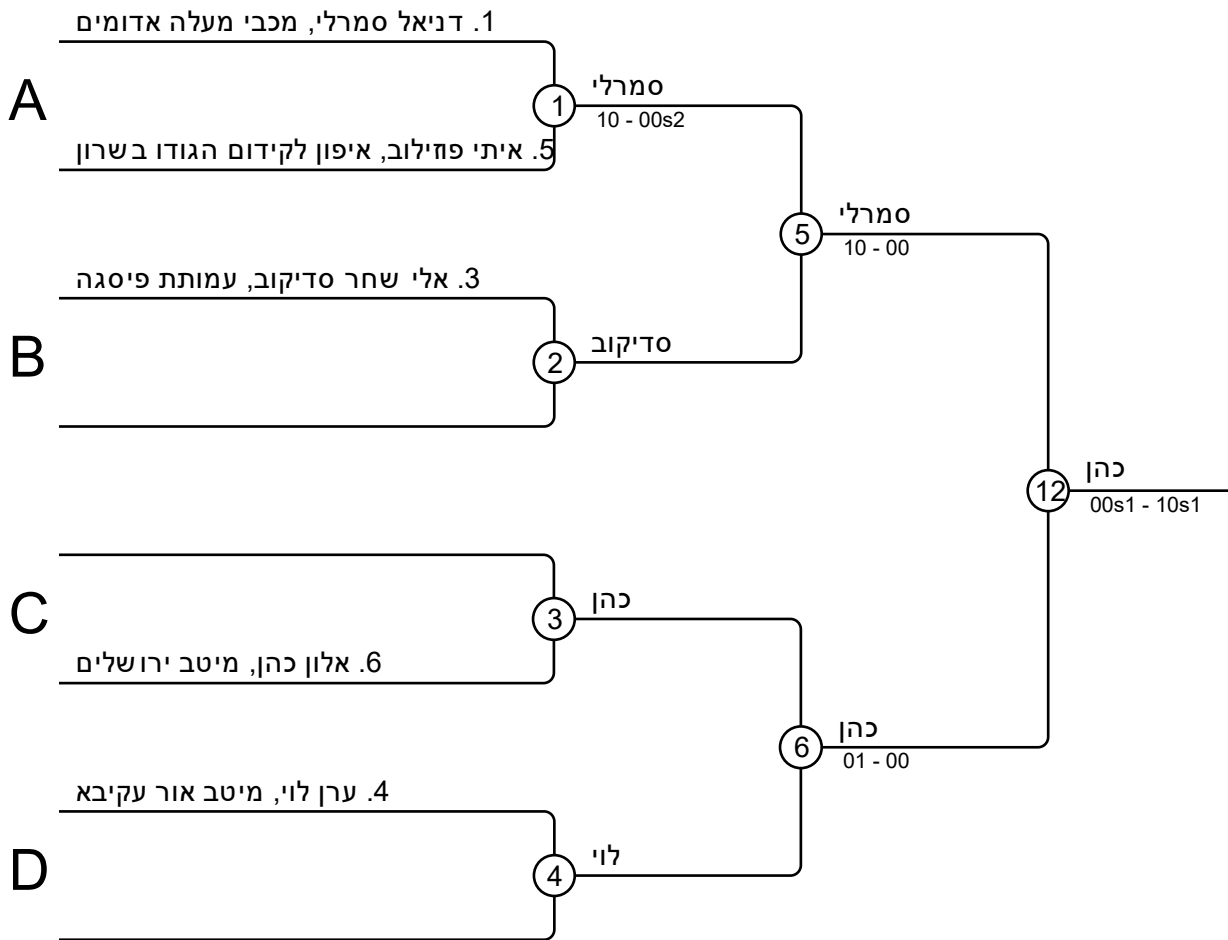 1. דניאל סמרלי, מכבי מעלה אדומים
A
1
סמרלי
10 - 00s2
5. איתי פוזילוב, איפון לקידום הגודו בשרון
5
סמרלי
10 - 00
3. אלי שחר סדיקוב, עמותת פיסגה
B
2
סדיקוב
12
כהן
00s1 - 10s1
C
3
כהן
6. אלון כהן, מיטב ירושלים
6
כהן
01 - 00
4. ערן לוי, מיטב אור עקיבא
D
4
לוי